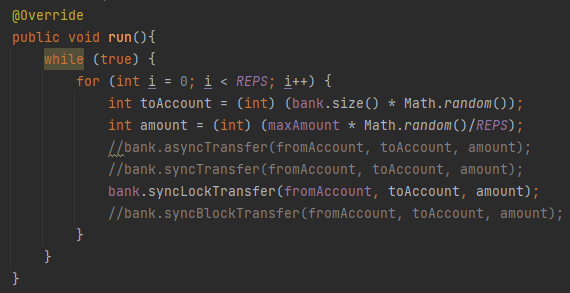 @Override
public void run(){
while (true) {
for (int i = 0; i < REPS; i++) {
int toAccount = (int) (bank.size() * Math.random());
int amount = (int) (maxAmount * Math.random()/REPS);
//bank.asyncTransfer(fromAccount, toAccount, amount);
//bank.syncTransfer(fromAccount, toAccount, amount);
bank.syncLockTransfer(fromAccount, toAccount, amount);
//bank.syncBlockTransfer(fromAccount, toAccount, amount);
}
}
}